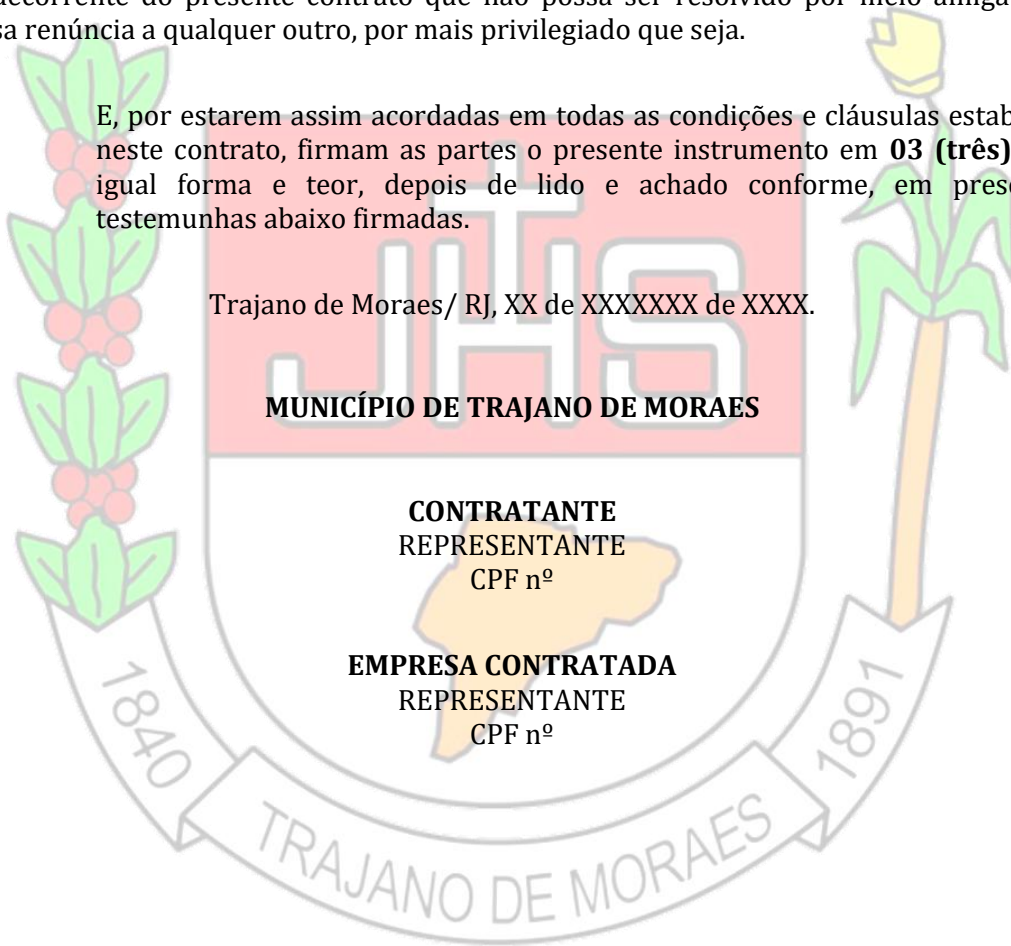 decorrente do presente contrato que não possa ser resolvido por meio
sa renúncia a qualquer outro, por mais privilegiado que seja.
E, por estarem assim acordadas em todas as condições e cláusulas
neste contrato, firmam as partes o presente instrumento em 03 (três)
igual forma e teor, depois de lido e achado conforme, em
testemunhas abaixo firmadas.
JHS
Trajano de Moraes/ RJ, XX de XXXXXXX de XXXX.
MUNICÍPIO DE TRAJANO DE MORAES
CONTRATANTE
REPRESENTANTE
CPF nº
EMPRESA CONTRATADA
REPRESENTANTE
CPF nº
1840
1891
TRAJANO DE MORAES